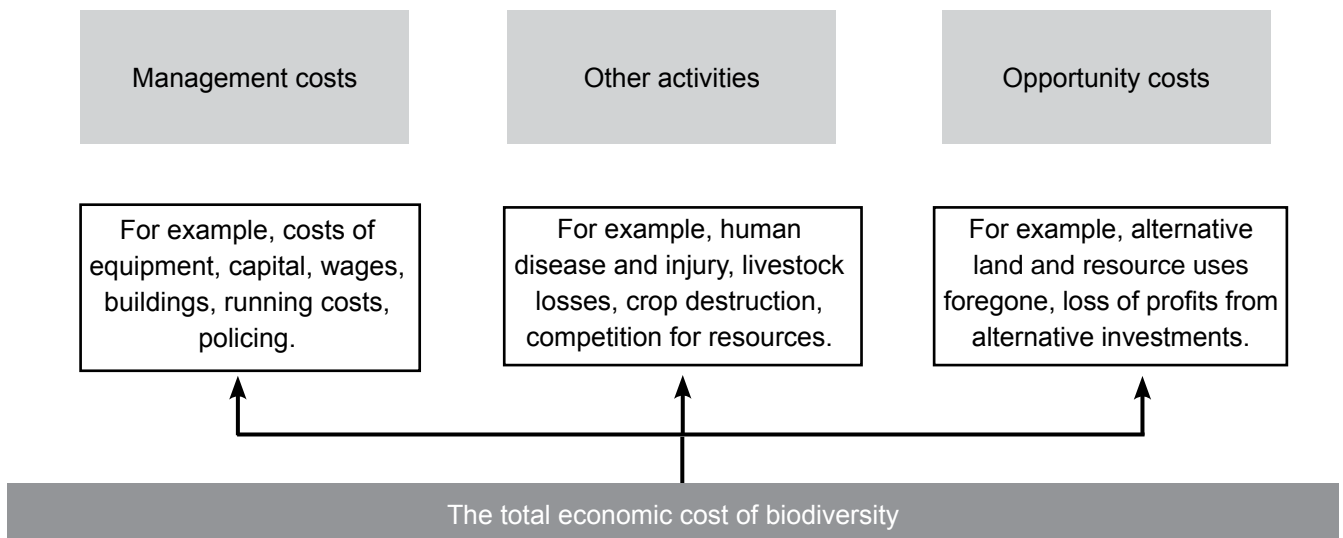 Management costs
Other activities
Opportunity costs
For example, costs of
equipment, capital, wages,
buildings, running costs,
policing.
For example, human
disease and injury, livestock
losses, crop destruction,
competition for resources.
For example, alternative
land and resource uses
foregone, loss of profits from
alternative investments.
The total economic cost of biodiversity